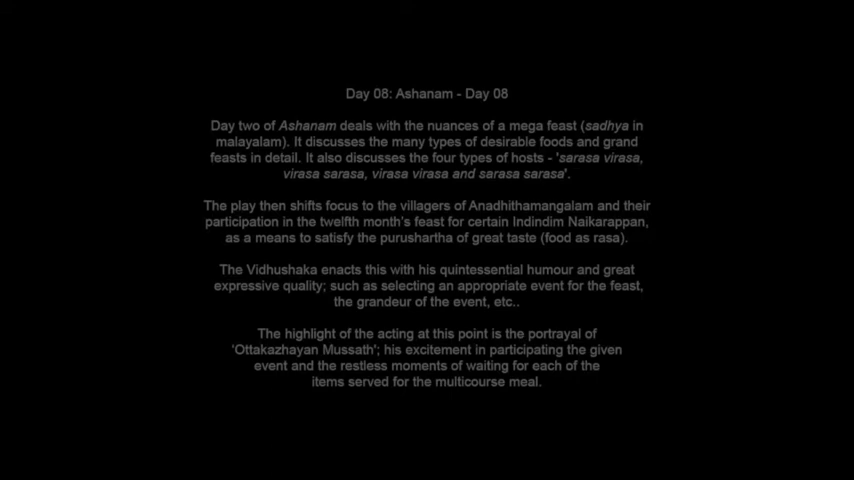 Day 08: Ashanam - Day 08
Day two of Ashanam deals with the nuances of a mega feast (sadhya in
malayalam). It discusses the many types of desirable foods and grand
feasts in detail. It also discusses the four types of hosts - 'sarasa virasa,
virasa sarasa, virasa virasa and sarasa sarasa'.
The play then shifts focus to the villagers of Anadhithamangalam and their
participation in the twelfth month's feast for certain Indindim Naikarappan,
as a means to satisfy the purushartha of great taste (food as rasa).
The Vidhushaka enacts this with his quintessential humour and great
expressive quality; such as selecting an appropriate event for the feast,
the grandeur of the event, etc..
The highlight of the acting at this point is the portrayal of
'Ottakazhayan Mussath'; his excitement in participating the given
event and the restless moments of waiting for each of the
items served for the multicourse meal.